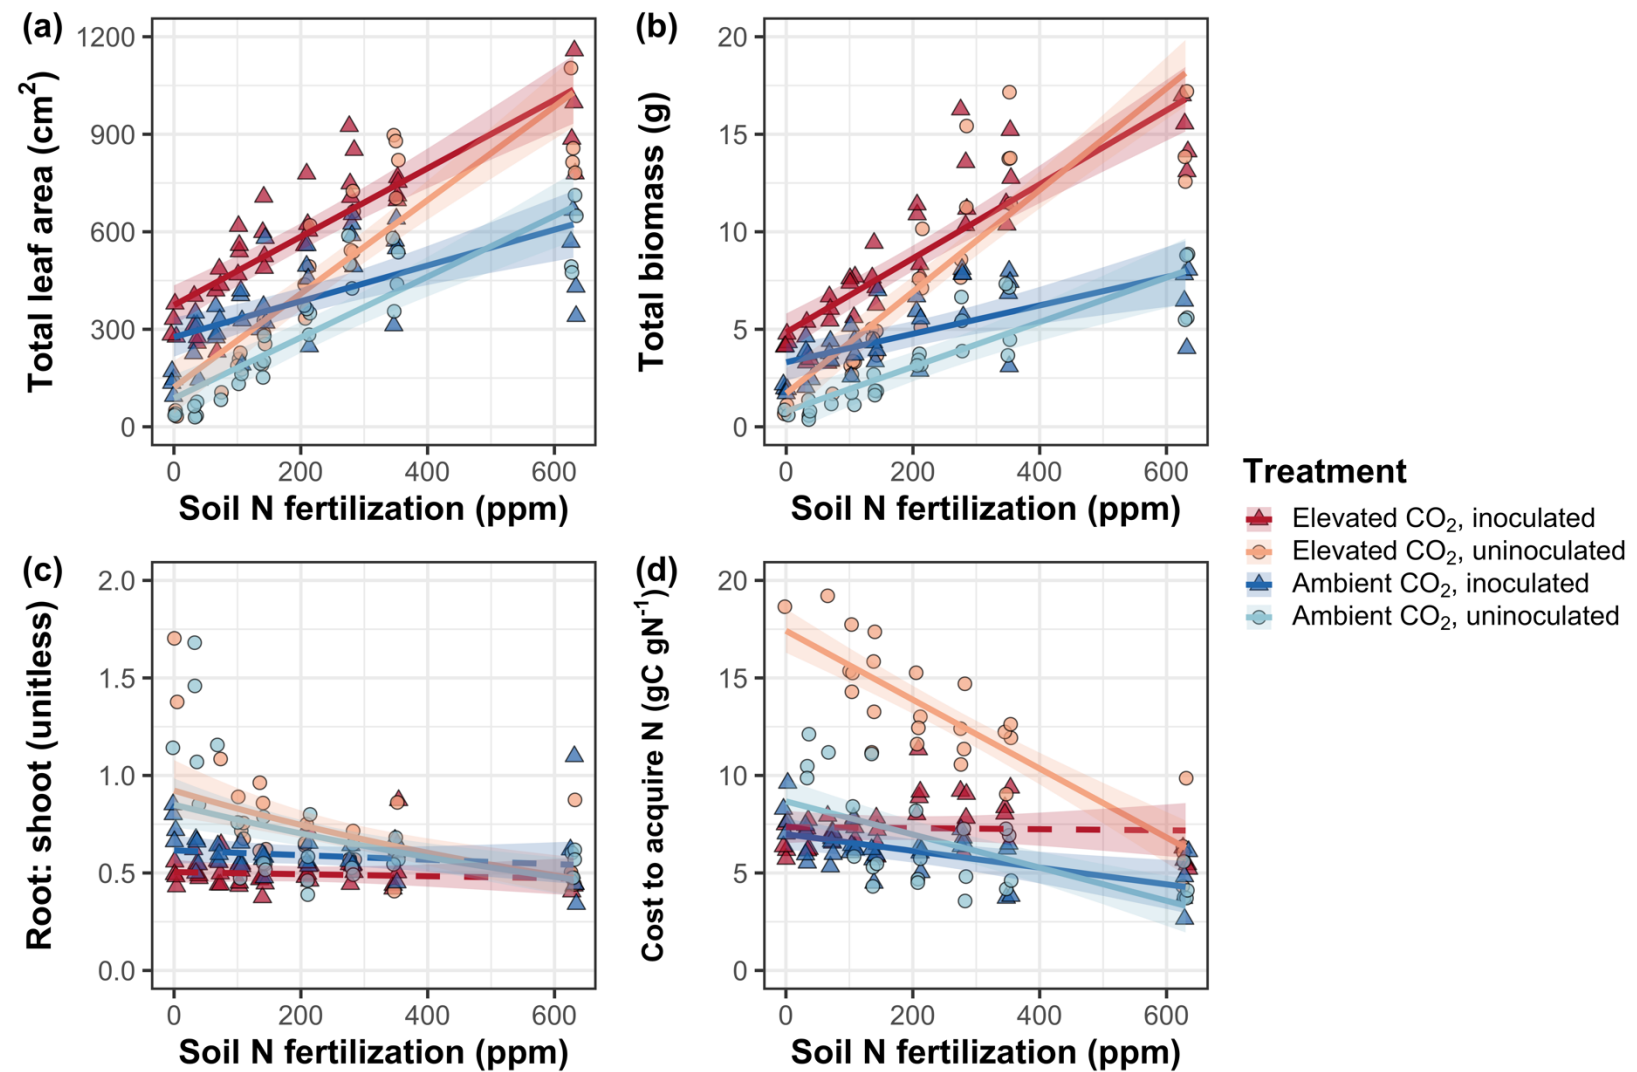 (a)
1200
900
600
300
0
Total leaf area (cm²)
0 200 400 600
Soil N fertilization (ppm)
(b)
20
15
10
5
0
Total biomass (g)
0 200 400 600
Soil N fertilization (ppm)
(c)
2.0
1.5
1.0
0.5
0.0
Root: shoot (unitless)
0 200 400 600
Soil N fertilization (ppm)
(d)
20
15
10
5
0
Cost to acquire N (gC gN⁻¹)
0 200 400 600
Soil N fertilization (ppm)
Treatment
Elevated CO₂, inoculated
Elevated CO₂, uninoculated
Ambient CO₂, inoculated
Ambient CO₂, uninoculated